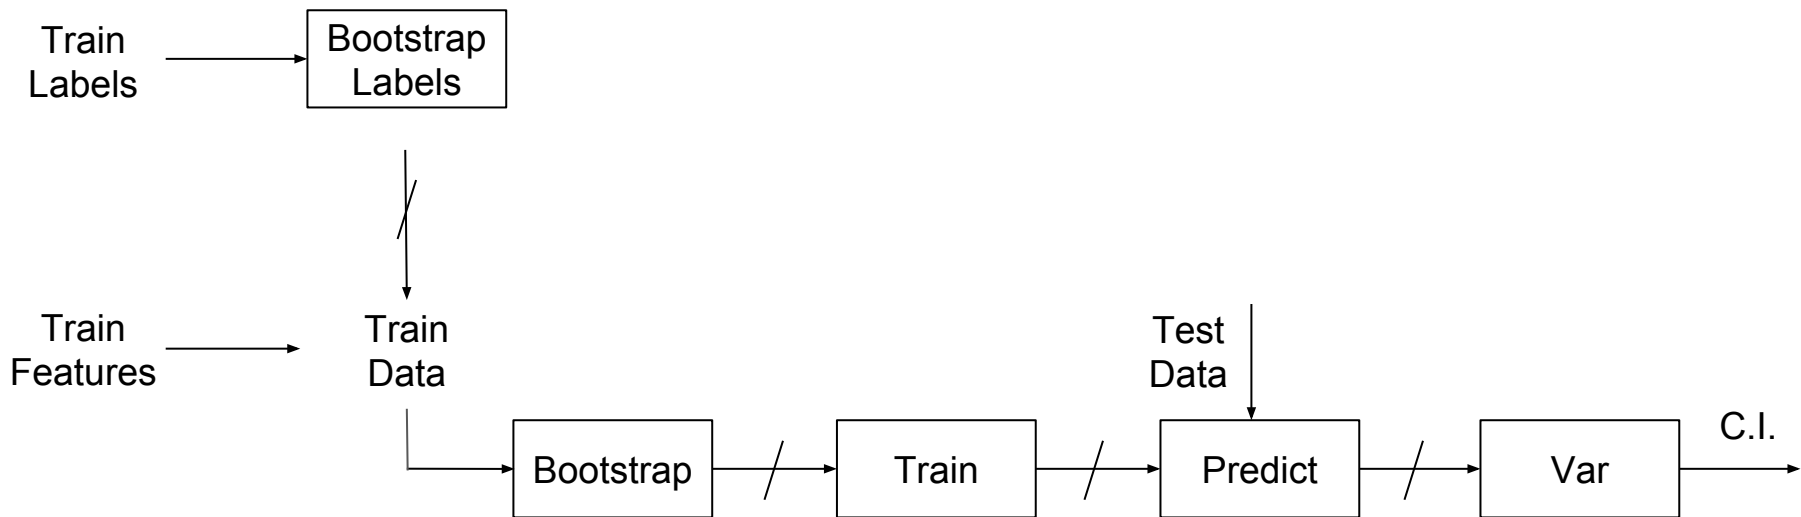 Train
Labels
Bootstrap
Labels
Train
Features
Train
Data
Test
Data
Bootstrap
Train
Predict
Var
C.I.